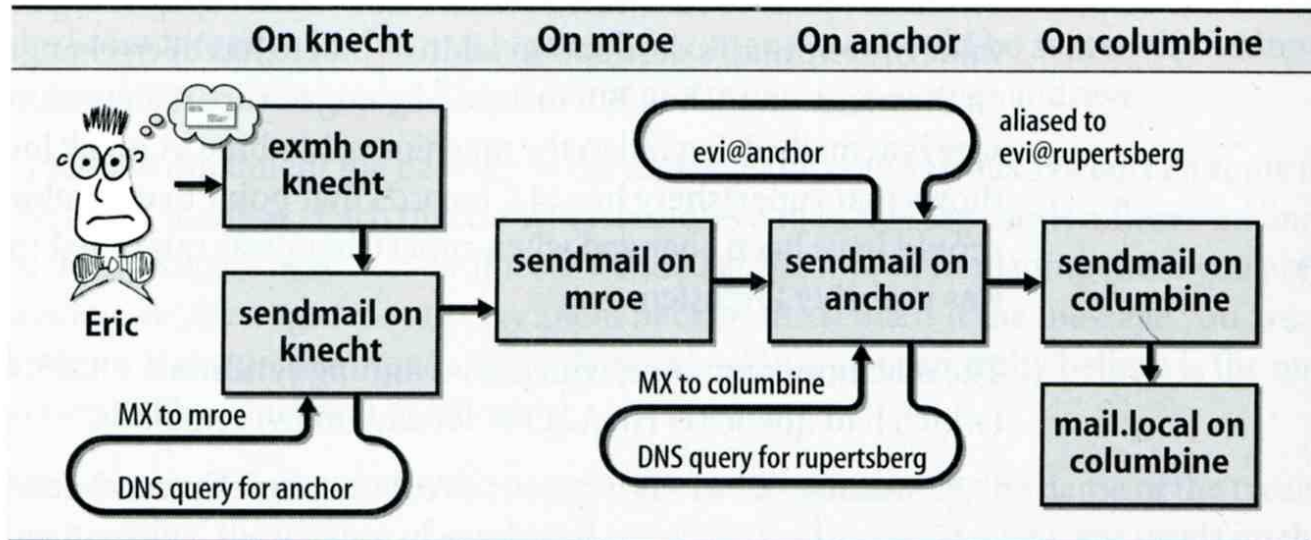 On knecht
On mroe
On anchor
On columbine
exmh on
knecht
evi@anchor
aliased to
evi@rupertsberg
Eric
sendmail on
knecht
sendmail on
mroe
sendmail on
anchor
sendmail on
columbine
MX to mroe
DNS query for anchor
MX to columbine
DNS query for rupertsberg
mail.local on
columbine